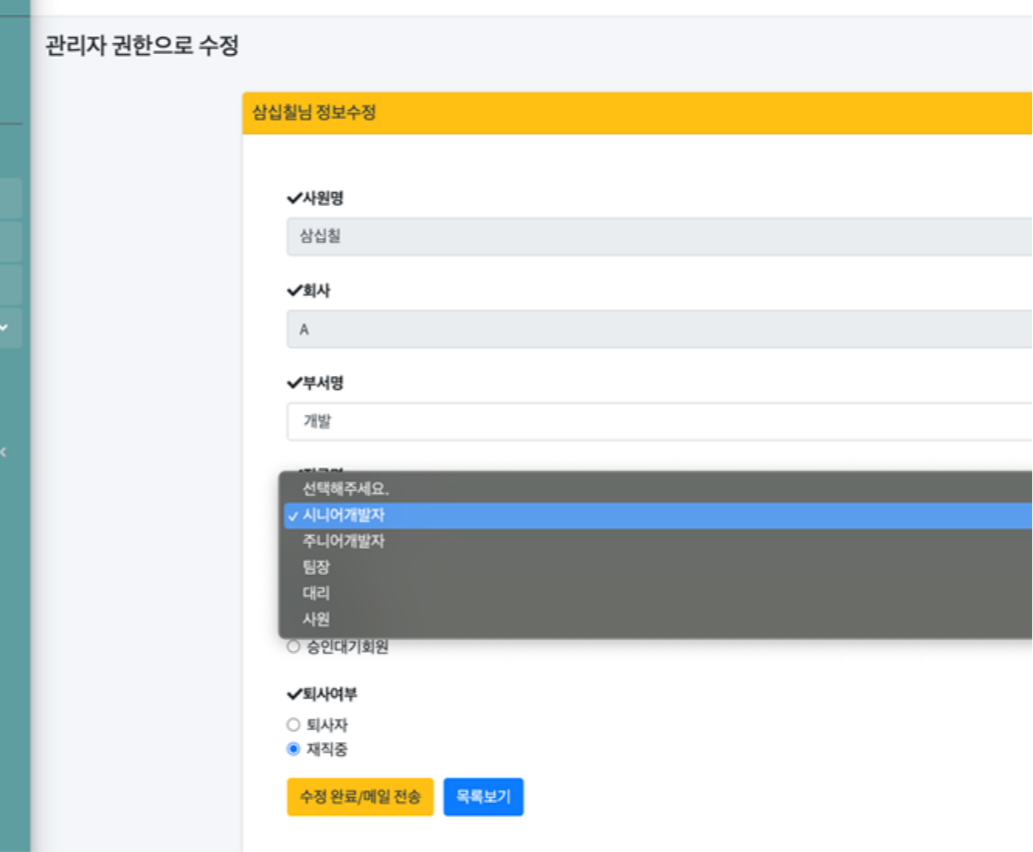 관리자 권한으로 수정
삼십칠님 정보수정
사원명
삼십칠
회사
A
부서명
개발
선택해주세요.
시니어개발자
주니어개발자
팀장
대리
사원
승인대기회원
퇴사여부
퇴사자
재직중
수정 완료/메일 전송 목록보기